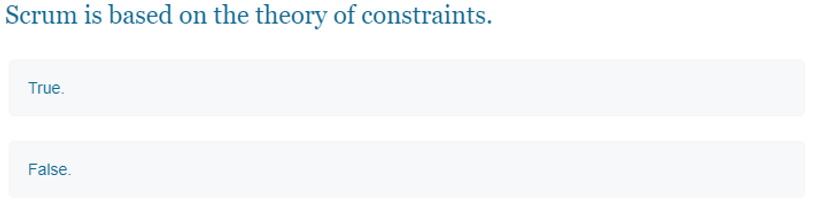 Scrum is based on the theory of constraints.
True.
False.